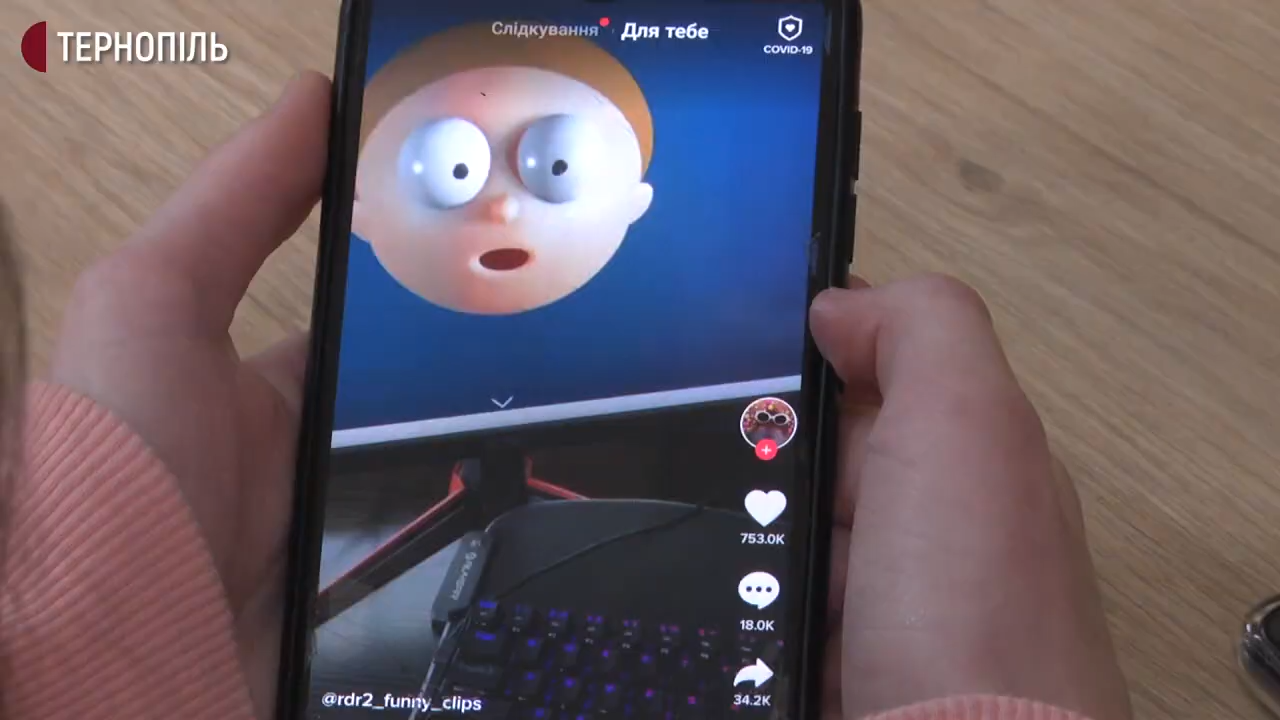 ТЕРНОПІЛЬ
Слідкування
Для тебе
COVID-19
753.0K
18.0K
34.2K
@rdr2_funny_clips